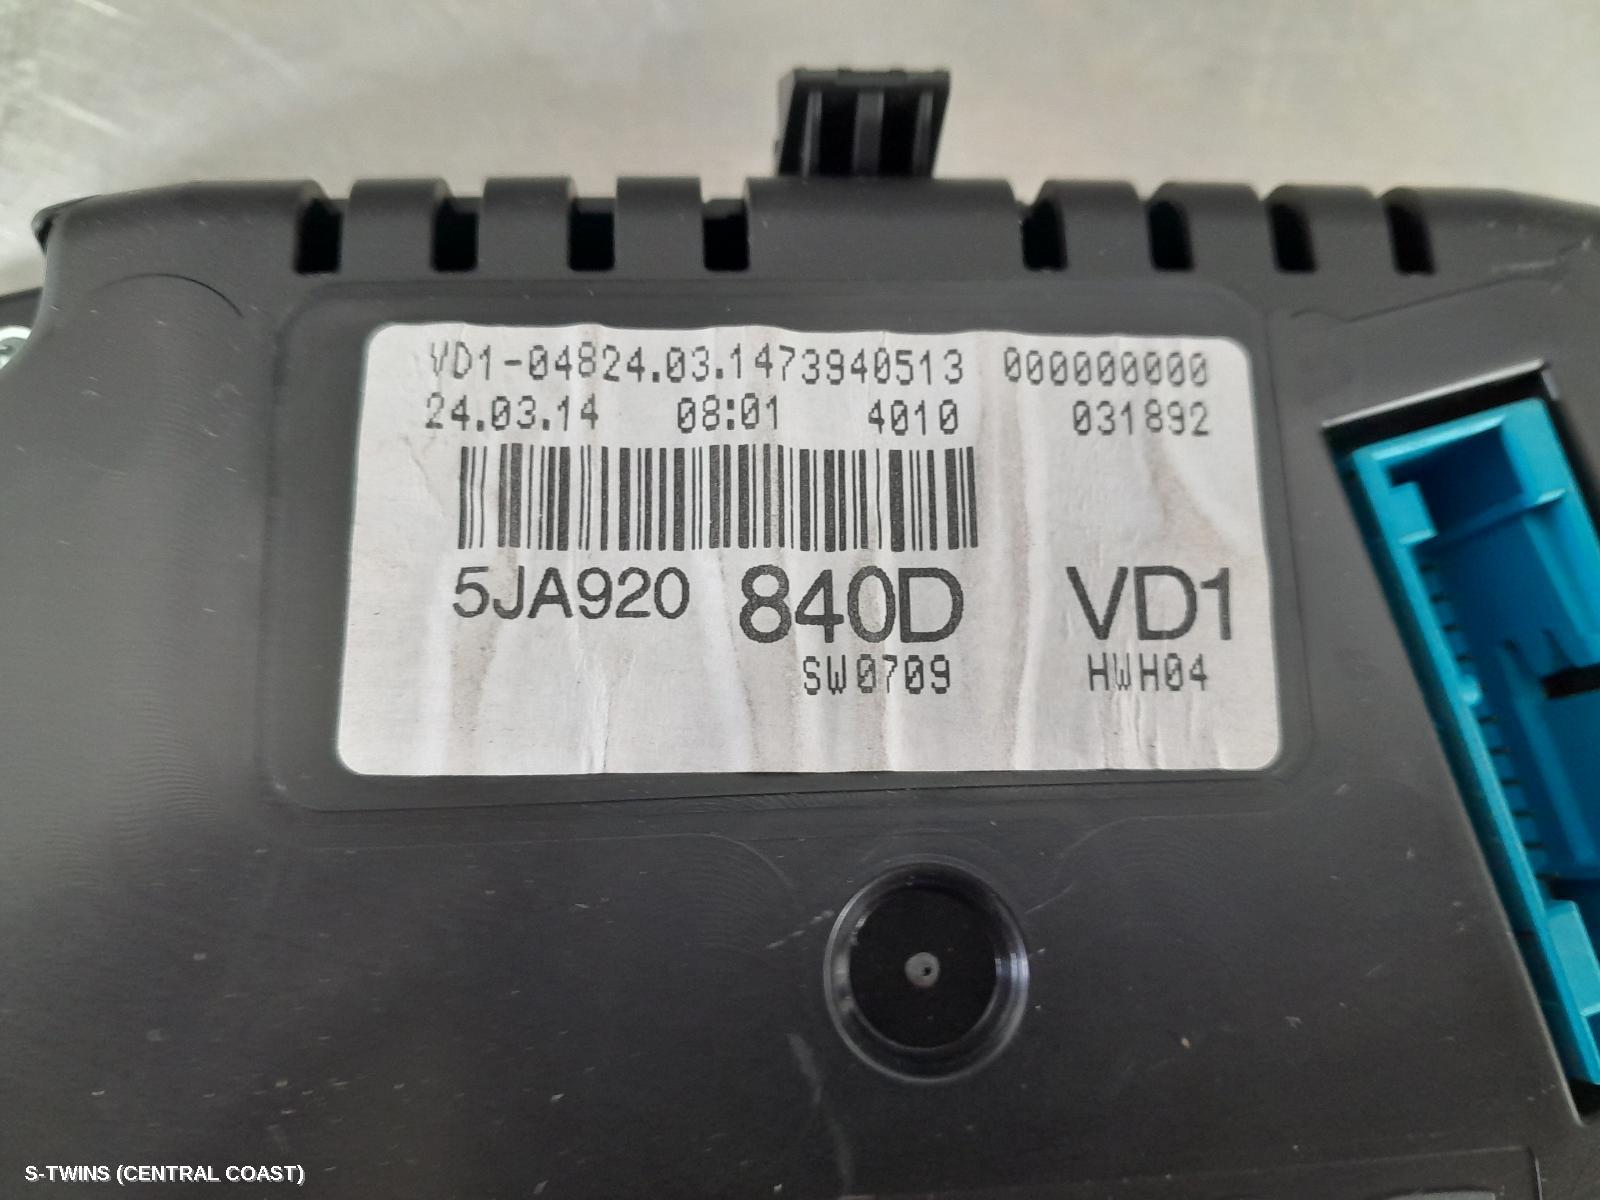 VD1-04824.03.1473940513 000000000
24.03.14 08:01 4010 031892
5JA920 840D VD1
SW0709 HWH04
S-TWINS (CENTRAL COAST)